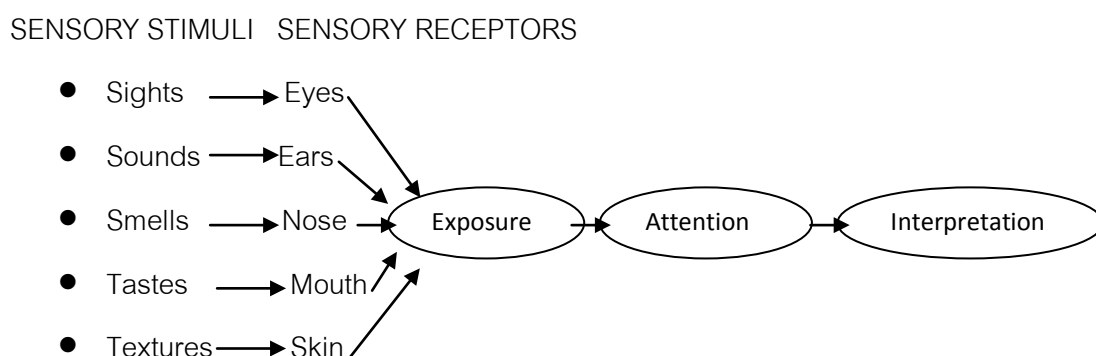 SENSORY STIMULI SENSORY RECEPTORS
● Sights Eyes
● Sounds Ears
● Smells Nose Exposure Attention Interpretation
● Tastes Mouth
● Textures Skin